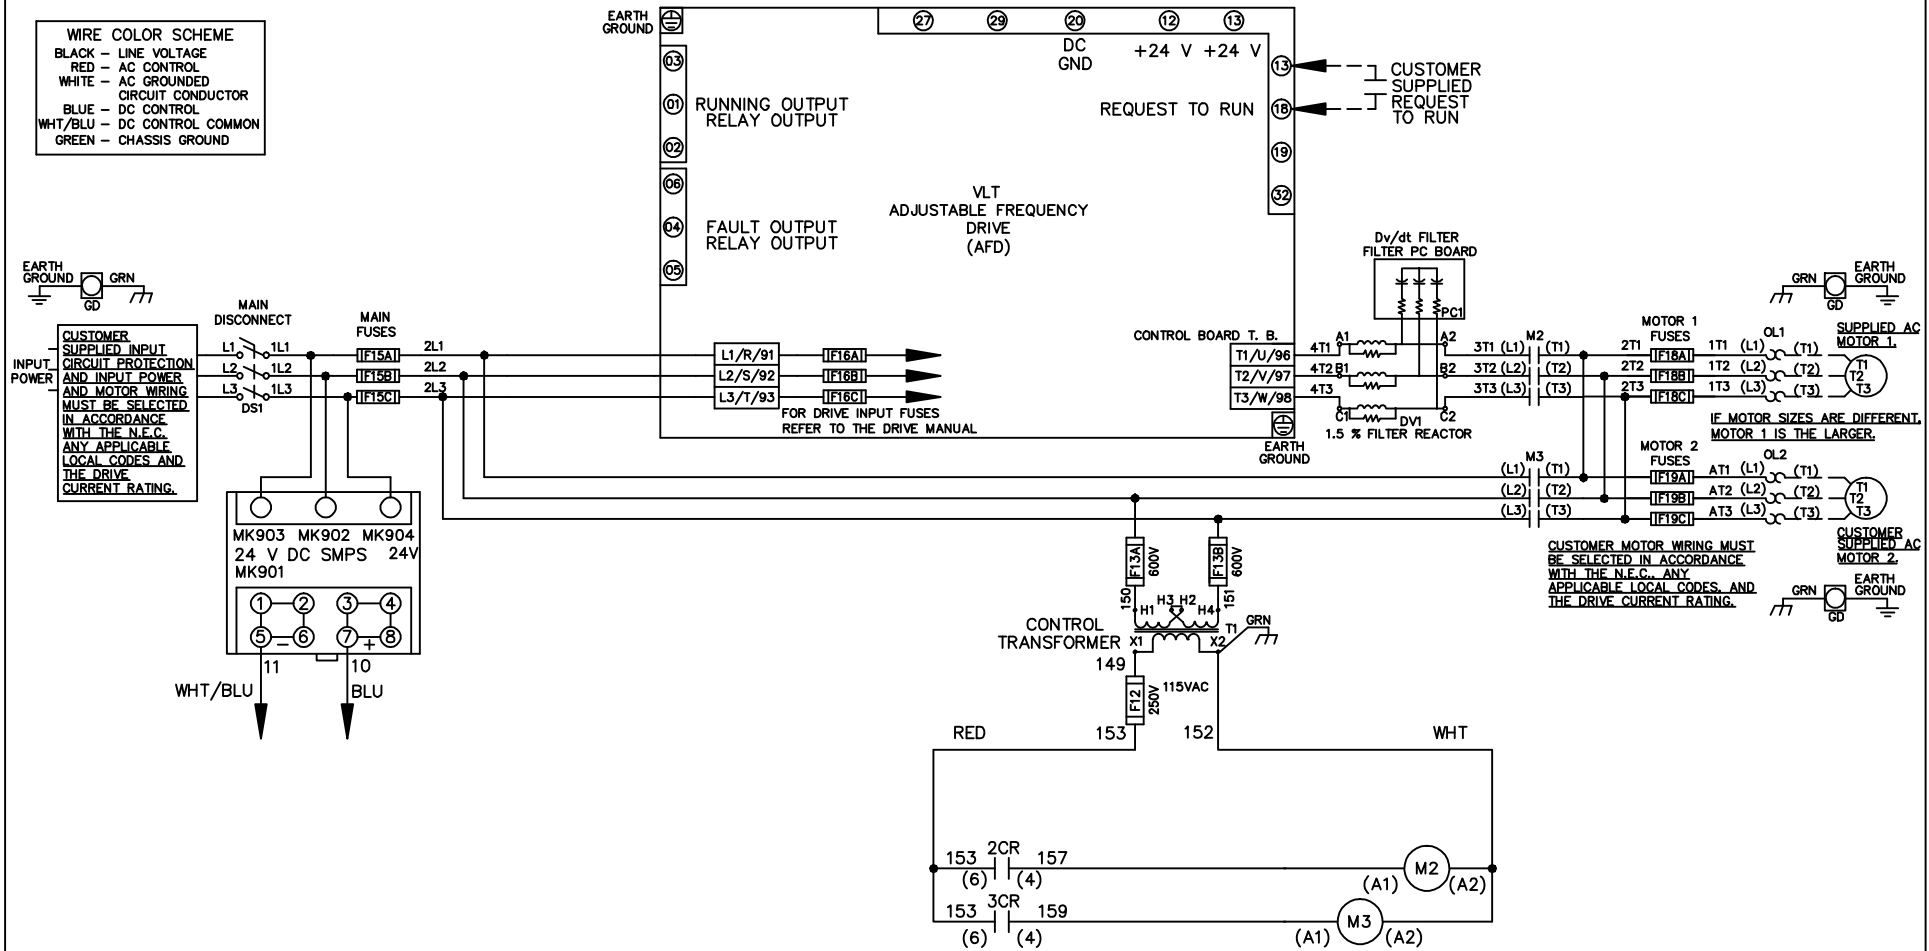 WIRE COLOR SCHEME
BLACK – LINE VOLTAGE
RED – AC CONTROL
WHITE – AC GROUNDED
CIRCUIT CONDUCTOR
BLUE – DC CONTROL
WHT/BLU – DC CONTROL COMMON
GREEN – CHASSIS GROUND
EARTH
GROUND
27 29 20 12 13
DC
GND
+24 V +24 V
03
01
02
06
04
05
RUNNING OUTPUT
RELAY OUTPUT
FAULT OUTPUT
RELAY OUTPUT
VLT
ADJUSTABLE FREQUENCY
DRIVE
(AFD)
REQUEST TO RUN
13
18
19
32
CUSTOMER
SUPPLIED
REQUEST
TO RUN
EARTH
GROUND
GRN
GD
INPUT
POWER
CUSTOMER
SUPPLIED INPUT
CIRCUIT PROTECTION
AND INPUT POWER
AND MOTOR WIRING
MUST BE SELECTED
IN ACCORDANCE
WITH THE N.E.C.
ANY APPLICABLE
LOCAL CODES AND
THE DRIVE
CURRENT RATING.
MAIN
DISCONNECT
L1 1L1
L2 1L2
L3 1L3
DS1
MAIN
FUSES
F15A 2L1
F15B 2L2
F15C 2L3
L1/R/91 F16A
L2/S/92 F16B
L3/T/93 F16C
FOR DRIVE INPUT FUSES
REFER TO THE DRIVE MANUAL
CONTROL BOARD T. B.
T1/U/96 4T1
T2/V/97 4T2
T3/W/98 4T3
EARTH
GROUND
Dv/dt FILTER
FILTER PC BOARD
PC1
A1 A2
B1 B2
C1 C2
DV1
1.5 % FILTER REACTOR
M2
3T1 (L1) (T1)
3T2 (L2) (T2)
3T3 (L3) (T3)
MOTOR 1
FUSES
2T1 F18A 1T1 (L1) (T1)
2T2 F18B 1T2 (L2) (T2)
2T3 F18C 1T3 (L3) (T3)
OL1
GRN
GD
EARTH
GROUND
SUPPLIED AC
MOTOR 1.
T1
T2
T3
IF MOTOR SIZES ARE DIFFERENT,
MOTOR 1 IS THE LARGER.
M3
(L1) (T1)
(L2) (T2)
(L3) (T3)
MOTOR 2
FUSES
F19A AT1 (L1) (T1)
F19B AT2 (L2) (T2)
F19C AT3 (L3) (T3)
OL2
T1
T2
T3
CUSTOMER
SUPPLIED AC
MOTOR 2.
CUSTOMER MOTOR WIRING MUST
BE SELECTED IN ACCORDANCE
WITH THE N.E.C., ANY
APPLICABLE LOCAL CODES, AND
THE DRIVE CURRENT RATING.
GRN
GD
EARTH
GROUND
MK903 MK902 MK904
24 V DC SMPS 24V
MK901
1 2 3 4
5 – 6 7 + 8
11 10
WHT/BLU BLU
F13A 600V
F13B 600V
150 151
H1 H3 H2 H4
CONTROL
TRANSFORMER
X1 X2 T1
GRN
149
F12 250V
115VAC
153 152
RED WHT
153 2CR 157 M2
(6) (4) (A1) (A2)
153 3CR 159 M3
(6) (4) (A1) (A2)